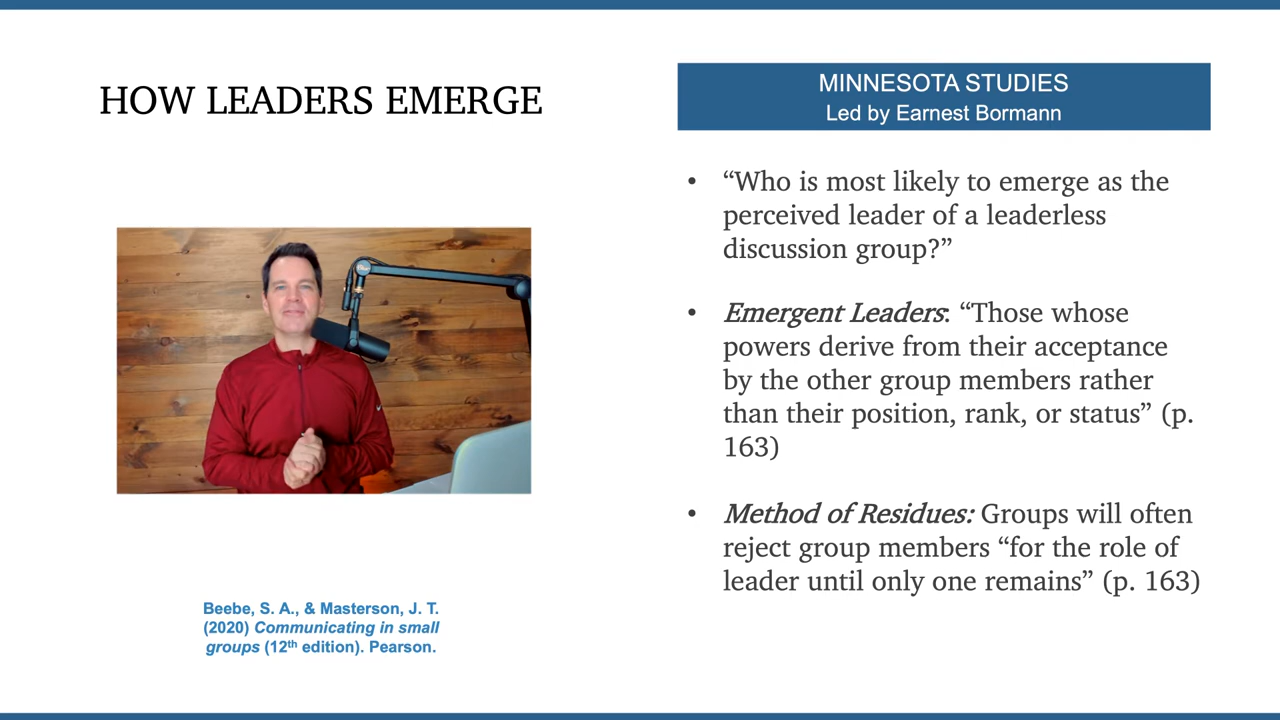 HOW LEADERS EMERGE
Beebe, S. A., & Masterson, J. T.
(2020) Communicating in small
groups (12th edition). Pearson.
MINNESOTA STUDIES
Led by Earnest Bormann
• “Who is most likely to emerge as the
perceived leader of a leaderless
discussion group?”
• Emergent Leaders: “Those whose
powers derive from their acceptance
by the other group members rather
than their position, rank, or status” (p.
163)
• Method of Residues: Groups will often
reject group members “for the role of
leader until only one remains” (p. 163)